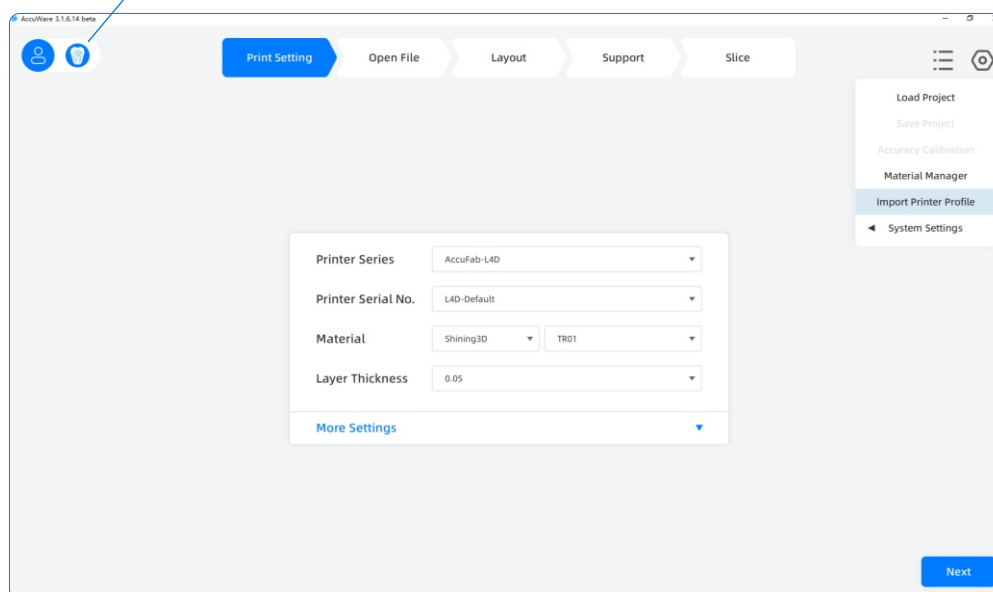 AccuWare 3.1.6.14 beta
Print Setting
Open File
Layout
Support
Slice
Load Project
Save Project
Accuracy Calibration
Material Manager
Import Printer Profile
System Settings
Printer Series
AccuFab-L4D
Printer Serial No.
L4D-Default
Material
Shining3D
TR01
Layer Thickness
0.05
More Settings
Next